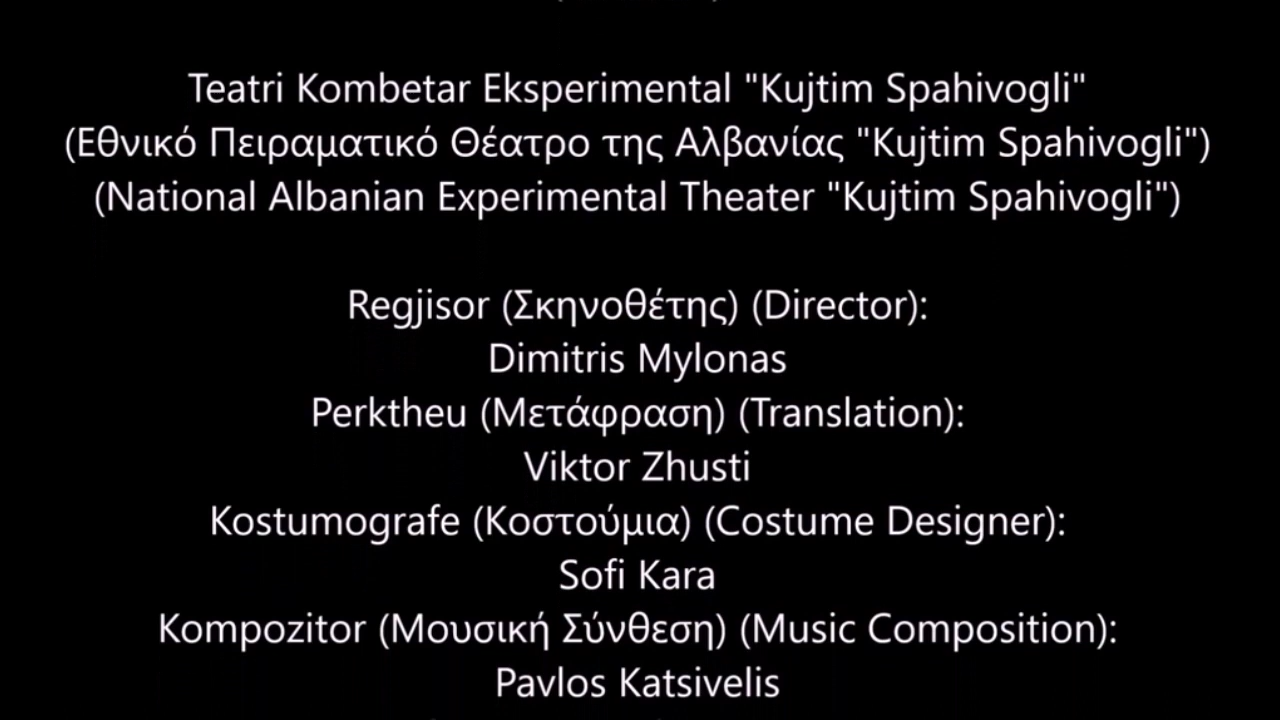 Teatri Kombetar Eksperimental "Kujtim Spahivogli"
(Εθνικό Πειραματικό Θέατρο της Αλβανίας "Kujtim Spahivogli")
(National Albanian Experimental Theater "Kujtim Spahivogli")
Regjisor (Σκηνοθέτης) (Director):
Dimitris Mylonas
Perktheu (Μετάφραση) (Translation):
Viktor Zhusti
Kostumografe (Κοστούμια) (Costume Designer):
Sofi Kara
Kompozitor (Μουσική Σύνθεση) (Music Composition):
Pavlos Katsivelis